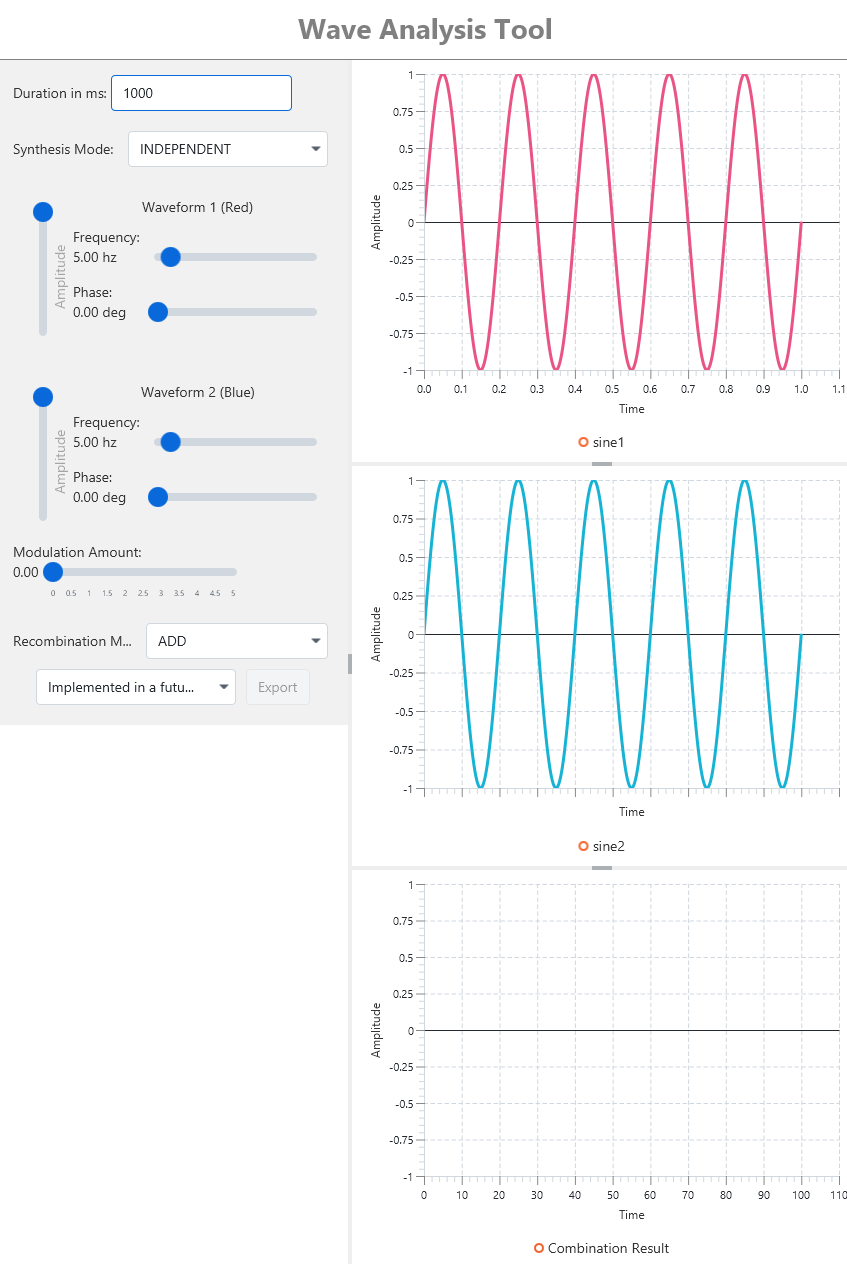 Wave Analysis Tool
Duration in ms: 1000
Synthesis Mode: INDEPENDENT
Waveform 1 (Red)
Amplitude
Frequency:
5.00 hz
Phase:
0.00 deg
Waveform 2 (Blue)
Amplitude
Frequency:
5.00 hz
Phase:
0.00 deg
Modulation Amount:
0.00
0 0.5 1 1.5 2 2.5 3 3.5 4 4.5 5
Recombination M... ADD
Implemented in a futu... Export
1
0.75
0.5
0.25
0
-0.25
-0.5
-0.75
-1
Amplitude
0.0 0.1 0.2 0.3 0.4 0.5 0.6 0.7 0.8 0.9 1.0 1.1
Time
sine1
1
0.75
0.5
0.25
0
-0.25
-0.5
-0.75
-1
Amplitude
Time
sine2
1
0.75
0.5
0.25
0
-0.25
-0.5
-0.75
-1
Amplitude
0 10 20 30 40 50 60 70 80 90 100 110
Time
Combination Result